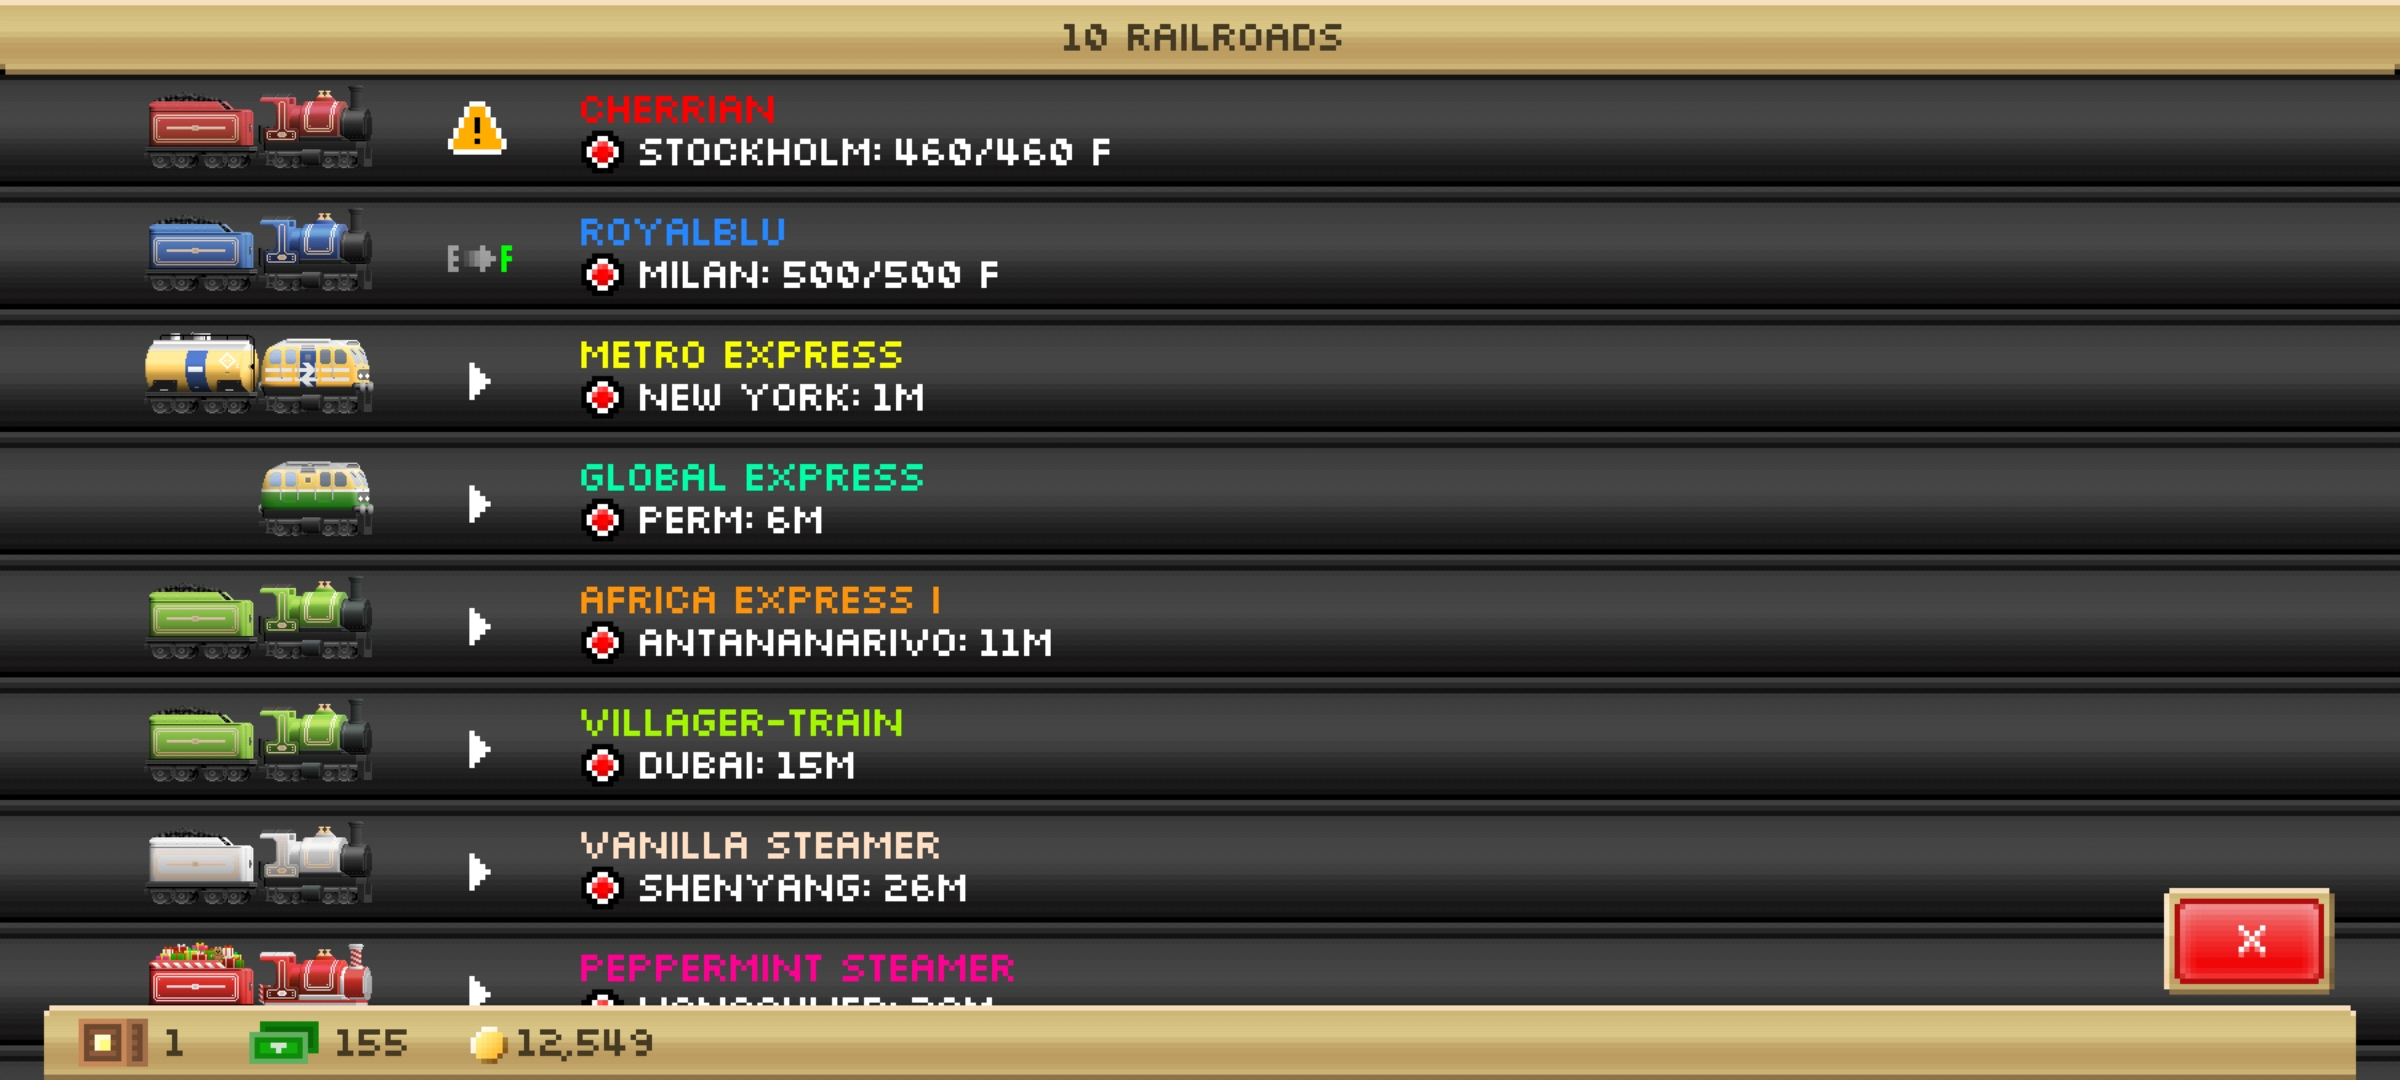 10 RAILROADS
CHERRIAN
STOCKHOLM: 460/460 F
E F
ROYALBLU
MILAN: 500/500 F
METRO EXPRESS
NEW YORK: 1M
GLOBAL EXPRESS
PERM: 6M
AFRICA EXPRESS I
ANTANANARIVO: 11M
VILLAGER-TRAIN
DUBAI: 15M
VANILLA STEAMER
SHENYANG: 26M
PEPPERMINT STEAMER
X
1 155 12,549